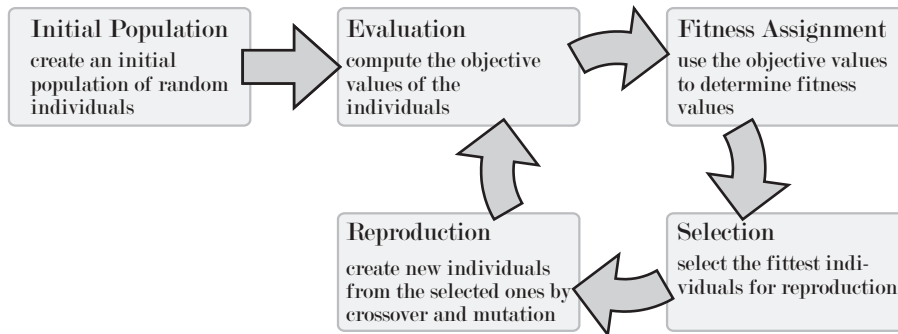 Initial Population
create an initial
population of random
individuals
Evaluation
compute the objective
values of the
individuals
Fitness Assignment
use the objective values
to determine fitness
values
Reproduction
create new individuals
from the selected ones by
crossover and mutation
Selection
select the fittest indi-
viduals for reproduction